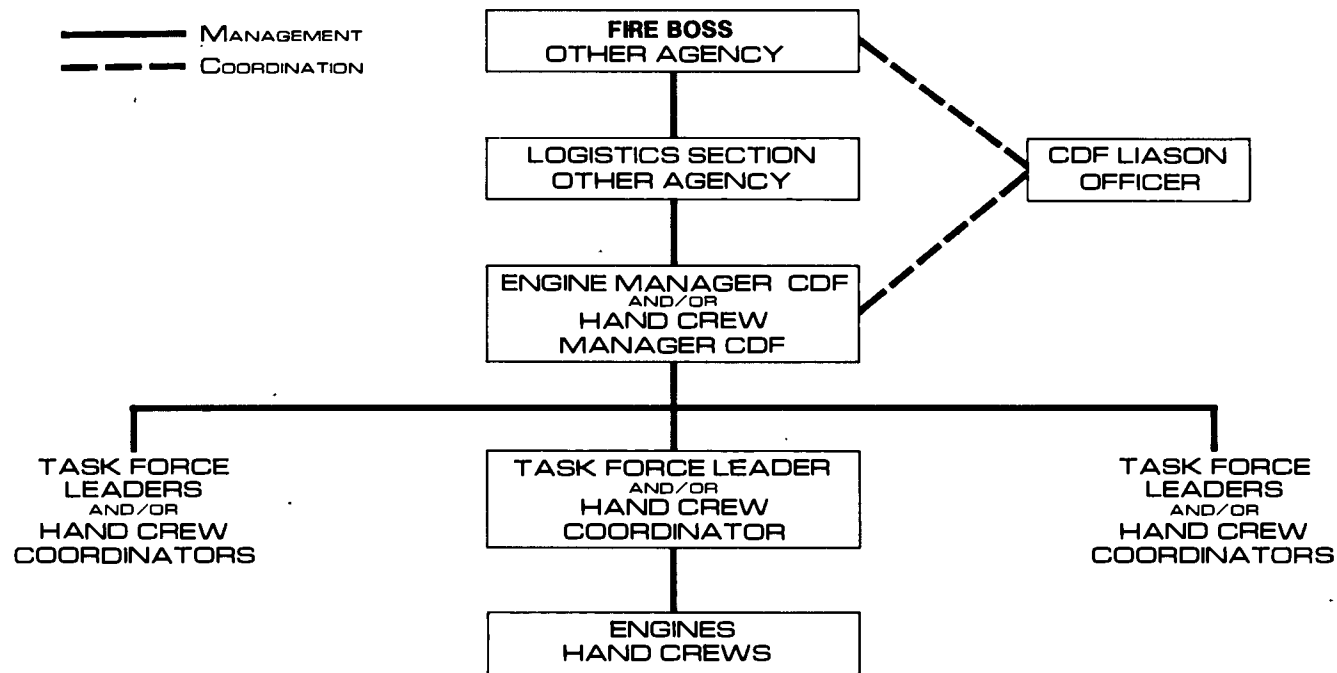 MANAGEMENT
COORDINATION
FIRE BOSS
OTHER AGENCY
LOGISTICS SECTION
OTHER AGENCY
CDF LIASON
OFFICER
ENGINE MANAGER CDF
AND/OR
HAND CREW
MANAGER CDF
TASK FORCE
LEADERS
AND/OR
HAND CREW
COORDINATORS
TASK FORCE LEADER
AND/OR
HAND CREW
COORDINATOR
TASK FORCE
LEADERS
AND/OR
HAND CREW
COORDINATORS
ENGINES
HAND CREWS